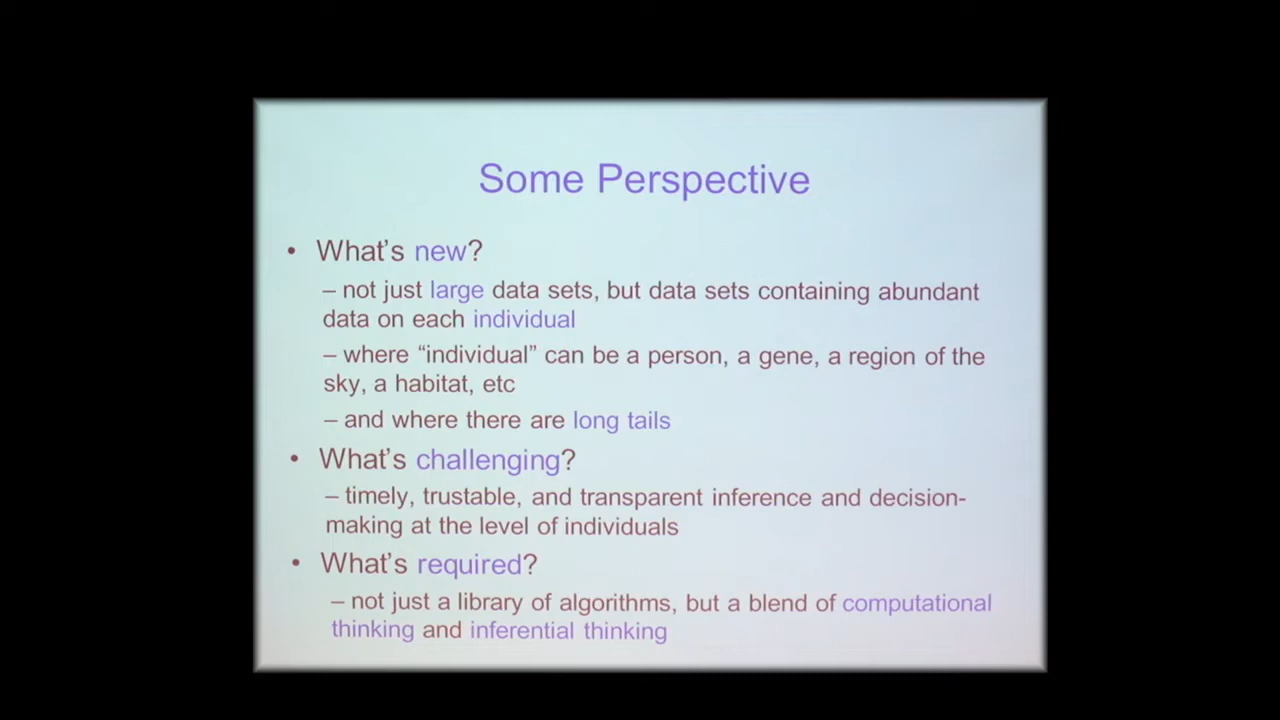 Some Perspective
• What's new?
– not just large data sets, but data sets containing abundant
data on each individual
– where “individual” can be a person, a gene, a region of the
sky, a habitat, etc
– and where there are long tails
• What's challenging?
– timely, trustable, and transparent inference and decision-
making at the level of individuals
• What's required?
– not just a library of algorithms, but a blend of computational
thinking and inferential thinking